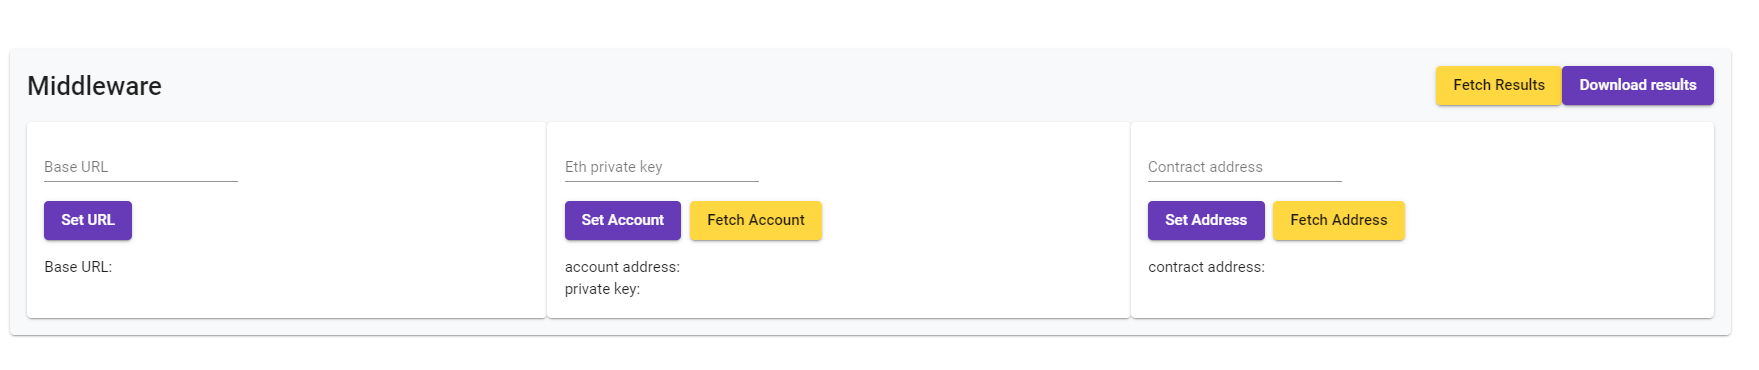 Middleware
Fetch Results
Download results
Base URL
Set URL
Base URL:
Eth private key
Set Account
Fetch Account
account address:
private key:
Contract address
Set Address
Fetch Address
contract address: